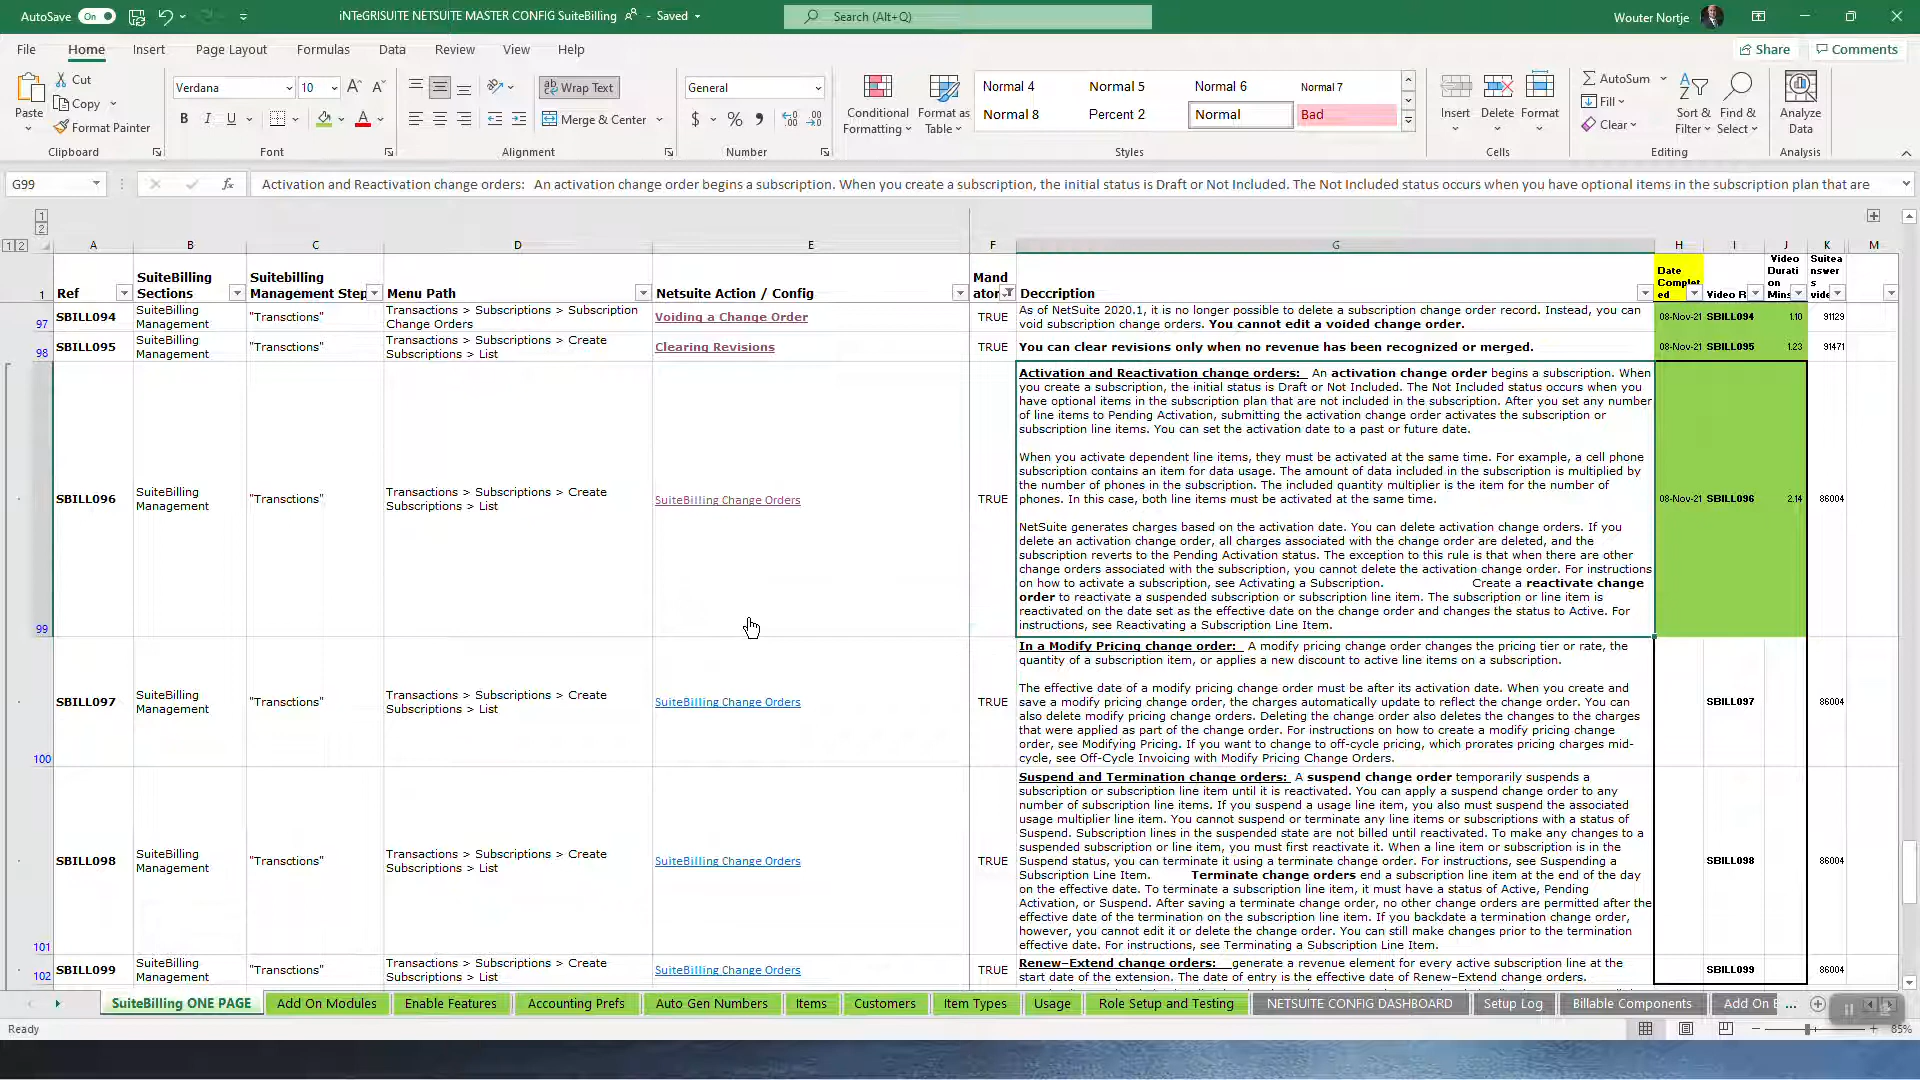 AutoSave On iNTeGRISUITE NETSUITE MASTER CONFIG SuiteBilling - Saved Search (Alt+Q) Wouter Nortje
File Home Insert Page Layout Formulas Data Review View Help Share Comments
Paste Cut Copy Format Painter Clipboard
Verdana 10 B I U Font
Wrap Text Merge & Center Alignment
General $ % Number
Conditional Formatting Format as Table
Normal 4 Normal 5 Normal 6 Normal 7
Normal 8 Percent 2 Normal Bad
Styles
Insert Delete Format Cells
AutoSum Fill Clear Sort & Filter Find & Select Editing
Analyze Data Analysis
G99 fx Activation and Reactivation change orders: An activation change order begins a subscription. When you create a subscription, the initial status is Draft or Not Included. The Not Included status occurs when you have optional items in the subscription plan that are
1
2
1 2 A B C D E F G H I J K M
1 Ref SuiteBilling Sections Suitebilling Management Step Menu Path Netsuite Action / Config Mand ator Deccription Date Complet ed Video R Video Durati on Mins Suitea nswer s vide
97 SBILL094 SuiteBilling Management "Transctions" Transactions > Subscriptions > Subscription Change Orders Voiding a Change Order TRUE
As of NetSuite 2020.1, it is no longer possible to delete a subscription change order record. Instead, you can
void subscription change orders. You cannot edit a voided change order.
08-Nov-21 SBILL094 1.10 91129
98 SBILL095 SuiteBilling Management "Transctions" Transactions > Subscriptions > Create Subscriptions > List Clearing Revisions TRUE
You can clear revisions only when no revenue has been recognized or merged.
08-Nov-21 SBILL095 1.23 91471
99 SBILL096 SuiteBilling Management "Transctions" Transactions > Subscriptions > Create Subscriptions > List SuiteBilling Change Orders TRUE
Activation and Reactivation change orders: An activation change order begins a subscription. When
you create a subscription, the initial status is Draft or Not Included. The Not Included status occurs when you
have optional items in the subscription plan that are not included in the subscription. After you set any number
of line items to Pending Activation, submitting the activation change order activates the subscription or
subscription line items. You can set the activation date to a past or future date.
When you activate dependent line items, they must be activated at the same time. For example, a cell phone
subscription contains an item for data usage. The amount of data included in the subscription is multiplied by
the number of phones in the subscription. The included quantity multiplier is the item for the number of
phones. In this case, both line items must be activated at the same time.
NetSuite generates charges based on the activation date. You can delete activation change orders. If you
delete an activation change order, all charges associated with the change order are deleted, and the
subscription reverts to the Pending Activation status. The exception to this rule is that when there are other
change orders associated with the subscription, you cannot delete the activation change order. For instructions
on how to activate a subscription, see Activating a Subscription. Create a reactivate change
order to reactivate a suspended subscription or subscription line item. The subscription or line item is
reactivated on the date set as the effective date on the change order and changes the status to Active. For
instructions, see Reactivating a Subscription Line Item.
08-Nov-21 SBILL096 2.14 86004
100 SBILL097 SuiteBilling Management "Transctions" Transactions > Subscriptions > Create Subscriptions > List SuiteBilling Change Orders TRUE
In a Modify Pricing change order: A modify pricing change order changes the pricing tier or rate, the
quantity of a subscription item, or applies a new discount to active line items on a subscription.
The effective date of a modify pricing change order must be after its activation date. When you create and
save a modify pricing change order, the charges automatically update to reflect the change order. You can
also delete modify pricing change orders. Deleting the change order also deletes the changes to the charges
that were applied as part of the change order. For instructions on how to create a modify pricing change
order, see Modifying Pricing. If you want to change to off-cycle pricing, which prorates pricing charges mid-
cycle, see Off-Cycle Invoicing with Modify Pricing Change Orders.
SBILL097 86004
101 SBILL098 SuiteBilling Management "Transctions" Transactions > Subscriptions > Create Subscriptions > List SuiteBilling Change Orders TRUE
Suspend and Termination change orders: A suspend change order temporarily suspends a
subscription or subscription line item until it is reactivated. You can apply a suspend change order to any
number of subscription line items. If you suspend a usage line item, you also must suspend the associated
usage multiplier line item. You cannot suspend or terminate any line items or subscriptions with a status of
Suspend. Subscription lines in the suspended state are not billed until reactivated. To make any changes to a
suspended subscription or line item, you must first reactivate it. When a line item or subscription is in the
Suspend status, you can terminate it using a terminate change order. For instructions, see Suspending a
Subscription Line Item. Terminate change orders end a subscription line item at the end of the day
on the effective date. To terminate a subscription line item, it must have a status of Active, Pending
Activation, or Suspend. After saving a terminate change order, no other change orders are permitted after the
effective date of the termination on the subscription line item. If you backdate a termination change order,
however, you cannot edit it or delete the change order. You can still make changes prior to the termination
effective date. For instructions, see Terminating a Subscription Line Item.
SBILL098 86004
102 SBILL099 SuiteBilling Management "Transctions" Transactions > Subscriptions > Create Subscriptions > List SuiteBilling Change Orders TRUE
Renew–Extend change orders: generate a revenue element for every active subscription line at the
start date of the extension. The date of entry is the effective date of Renew–Extend change orders.
SBILL099 86004
SuiteBilling ONE PAGE Add On Modules Enable Features Accounting Prefs Auto Gen Numbers Items Customers Item Types Usage Role Setup and Testing NETSUITE CONFIG DASHBOARD Setup Log Billable Components Add On E ...
Ready 85%